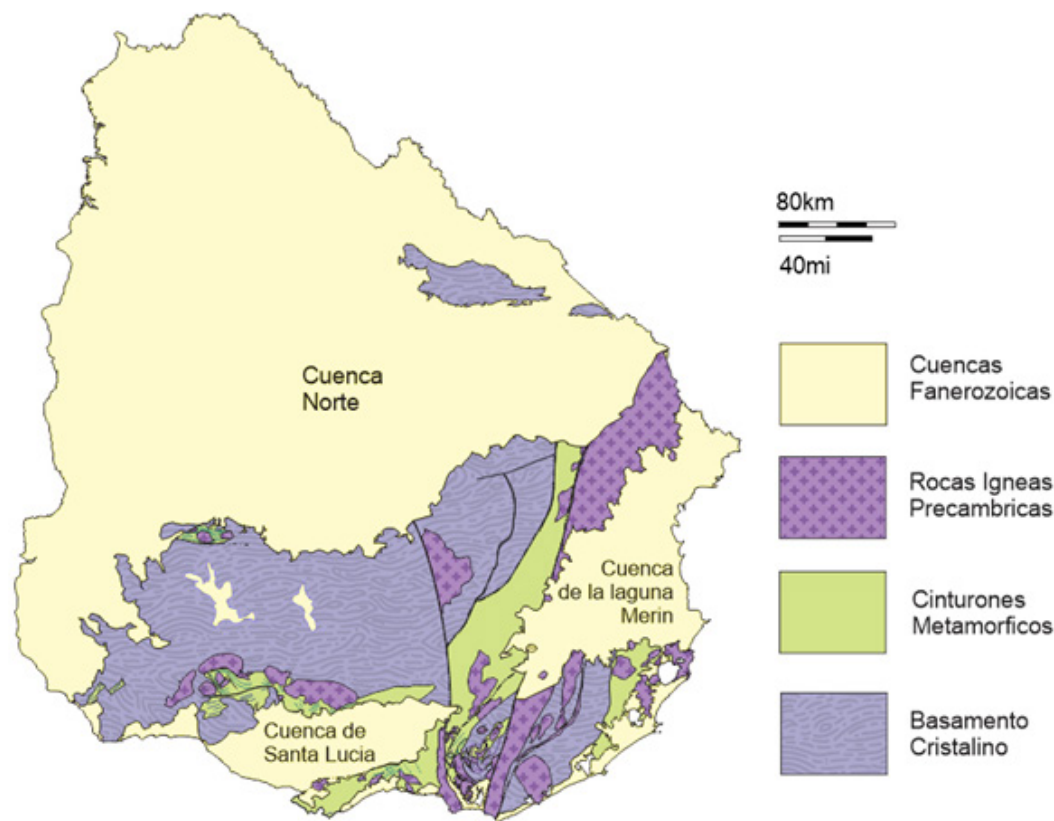 80km
40mi
Cuenca
Norte
Cuencas
Fanerozoicas
Rocas Igneas
Precambricas
Cuenca
de la laguna
Merin
Cinturones
Metamorficos
Cuenca de
Santa Lucia
Basamento
Cristalino